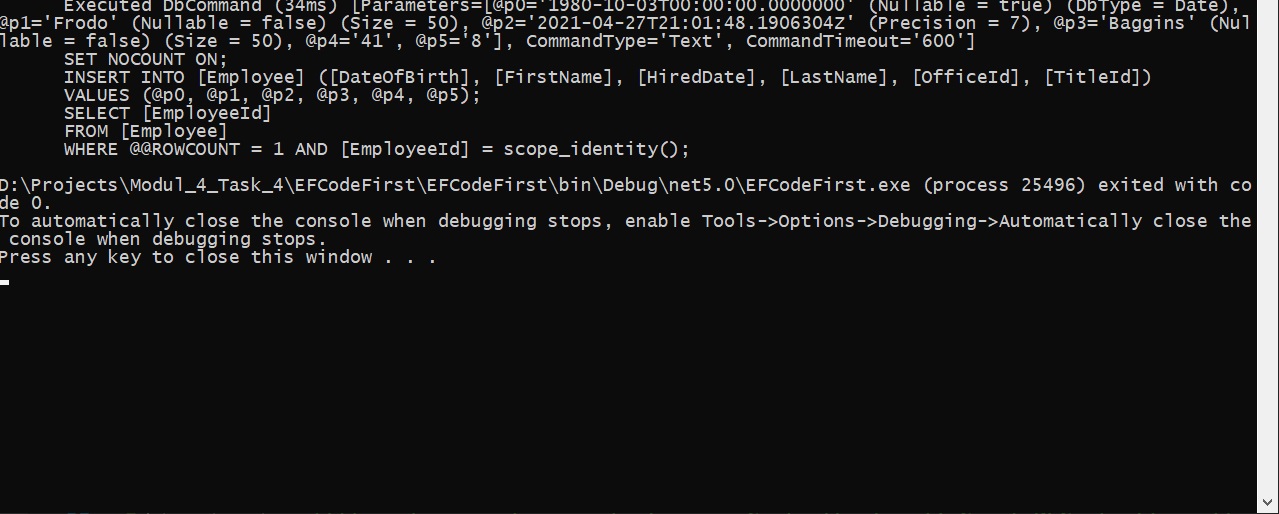 Executed DbCommand (34ms) [Parameters=[@p0='1980-10-03T00:00:00.0000000' (Nullable = true) (DbType = Date),
@p1='Frodo' (Nullable = false) (Size = 50), @p2='2021-04-27T21:01:48.1906304Z' (Precision = 7), @p3='Baggins' (Nul
lable = false) (Size = 50), @p4='41', @p5='8'], CommandType='Text', CommandTimeout='600']
SET NOCOUNT ON;
INSERT INTO [Employee] ([DateOfBirth], [FirstName], [HiredDate], [LastName], [OfficeId], [TitleId])
VALUES (@p0, @p1, @p2, @p3, @p4, @p5);
SELECT [EmployeeId]
FROM [Employee]
WHERE @@ROWCOUNT = 1 AND [EmployeeId] = scope_identity();
D:\Projects\Modul_4_Task_4\EFCodeFirst\EFCodeFirst\bin\Debug\net5.0\EFCodeFirst.exe (process 25496) exited with co
de 0.
To automatically close the console when debugging stops, enable Tools->Options->Debugging->Automatically close the
 console when debugging stops.
Press any key to close this window . . .